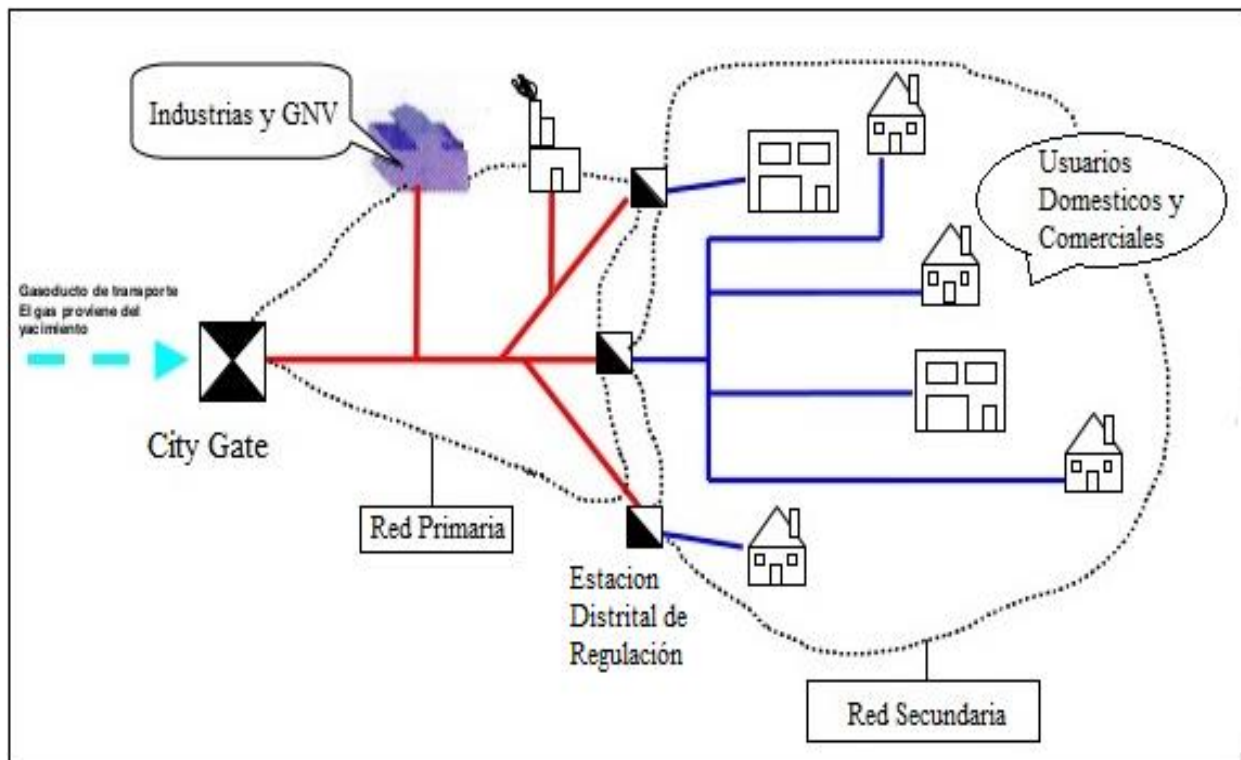 Industrias y GNV
Usuarios
Domesticos y
Comerciales
Gasoducto de transporte
El gas proviene del
yacimiento
City Gate
Red Primaria
Estacion
Distrital de
Regulación
Red Secundaria